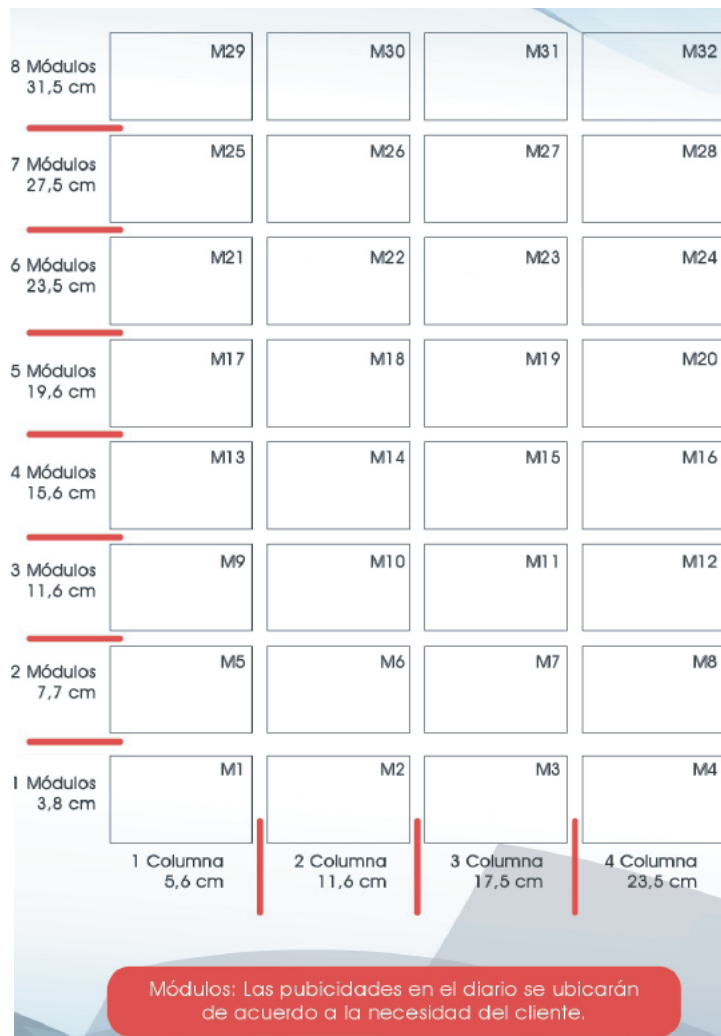 M29 M30 M31 M32
8 Módulos
31,5 cm
M25 M26 M27 M28
7 Módulos
27,5 cm
M21 M22 M23 M24
6 Módulos
23,5 cm
M17 M18 M19 M20
5 Módulos
19,6 cm
M13 M14 M15 M16
4 Módulos
15,6 cm
M9 M10 M11 M12
3 Módulos
11,6 cm
M5 M6 M7 M8
2 Módulos
7,7 cm
M1 M2 M3 M4
1 Módulos
3,8 cm
1 Columna 2 Columna 3 Columna 4 Columna
5,6 cm 11,6 cm 17,5 cm 23,5 cm
Módulos: Las pubicidades en el diario se ubicarán
de acuerdo a la necesidad del cliente.